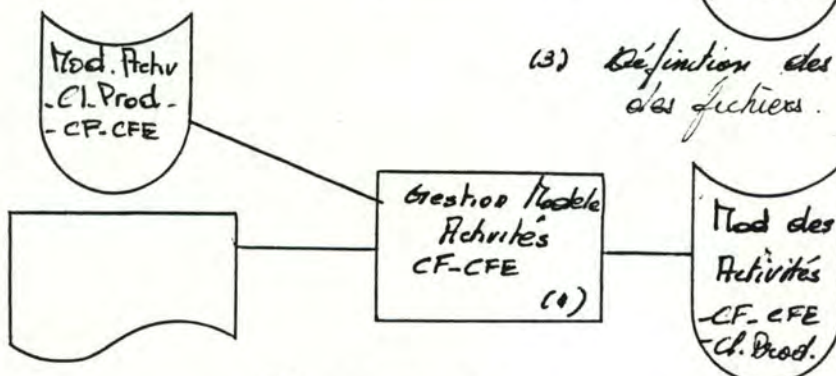 Mod. Activ
- Cl. Prod -
- CF-CFE
(3) Définition des
des fichiers.
Gestion Modele
Activités
CF-CFE
(1)
Mod des
Activités
- CF-CFE
- Cl. Prod.